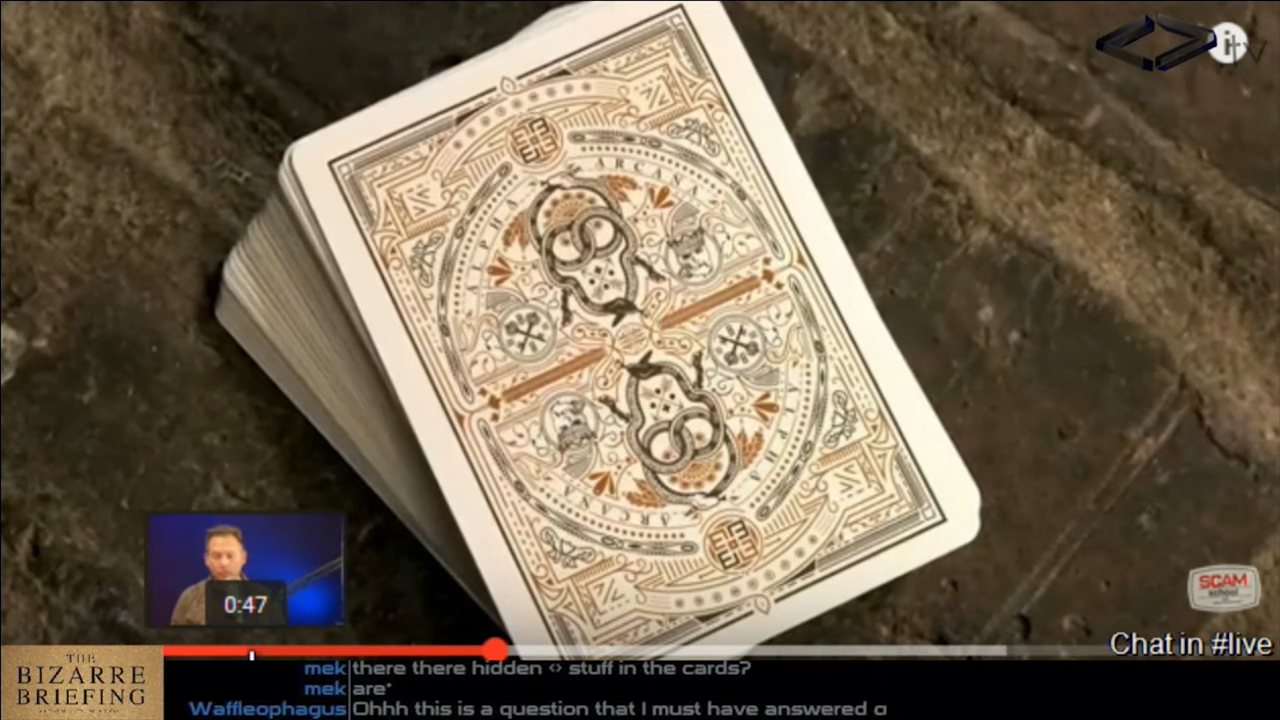 itv
ARCANA
ALPHA
ALPHA
ARCANA
SCAM
school
0:47
Chat in #live
THE
BIZARRE
BRIEFING
mek there there hidden <> stuff in the cards?
mek are*
Waffleophagus Ohhh this is a question that I must have answered a